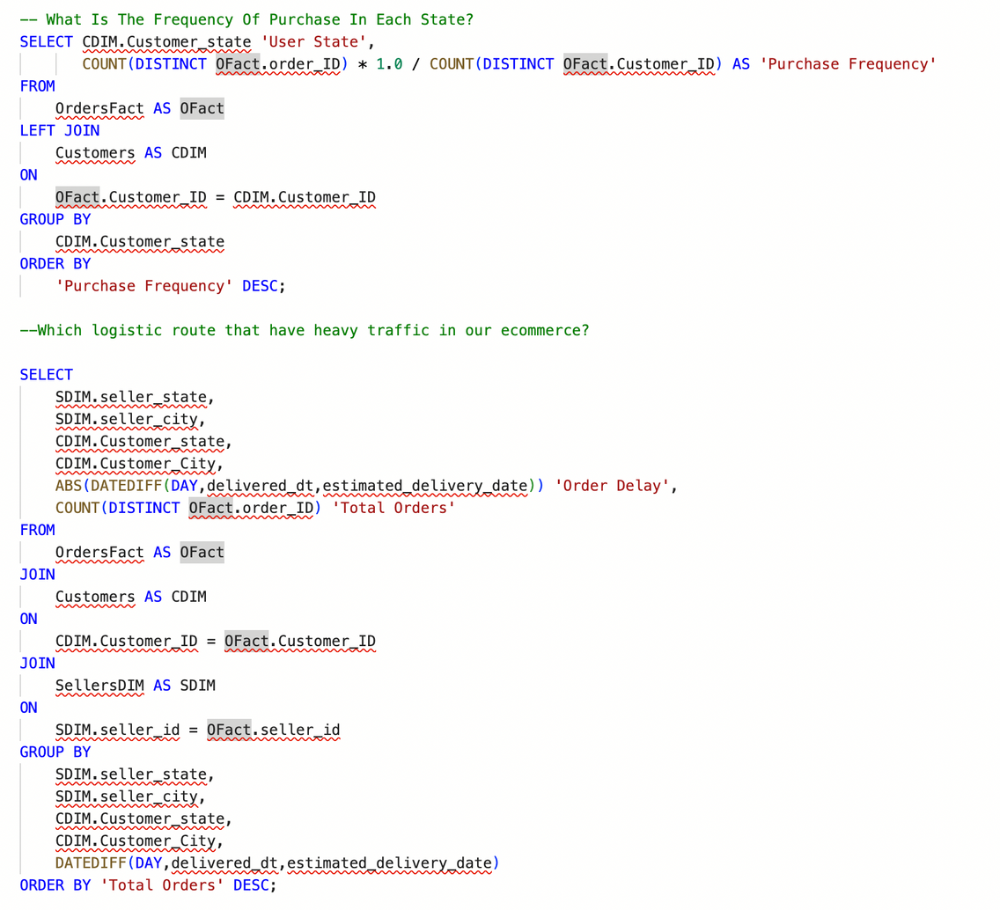 -- What Is The Frequency Of Purchase In Each State?
SELECT CDIM.Customer_state 'User State',
COUNT(DISTINCT OFact.order_ID) * 1.0 / COUNT(DISTINCT OFact.Customer_ID) AS 'Purchase Frequency'
FROM
OrdersFact AS OFact
LEFT JOIN
Customers AS CDIM
ON
OFact.Customer_ID = CDIM.Customer_ID
GROUP BY
CDIM.Customer_state
ORDER BY
'Purchase Frequency' DESC;
--Which logistic route that have heavy traffic in our ecommerce?
SELECT
SDIM.seller_state,
SDIM.seller_city,
CDIM.Customer_state,
CDIM.Customer_City,
ABS(DATEDIFF(DAY,delivered_dt,estimated_delivery_date)) 'Order Delay',
COUNT(DISTINCT OFact.order_ID) 'Total Orders'
FROM
OrdersFact AS OFact
JOIN
Customers AS CDIM
ON
CDIM.Customer_ID = OFact.Customer_ID
JOIN
SellersDIM AS SDIM
ON
SDIM.seller_id = OFact.seller_id
GROUP BY
SDIM.seller_state,
SDIM.seller_city,
CDIM.Customer_state,
CDIM.Customer_City,
DATEDIFF(DAY,delivered_dt,estimated_delivery_date)
ORDER BY 'Total Orders' DESC;